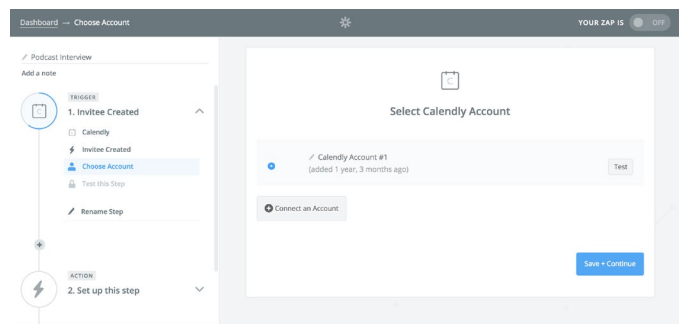 Dashboard → Choose Account
YOUR ZAP IS OFF
Podcast Interview
Add a note
TRIGGER
1. Invitee Created
Calendly
Invitee Created
Choose Account
Test this Step
Rename Step
ACTION
2. Set up this step
C
C
Select Calendly Account
Calendly Account #1
(added 1 year, 3 months ago)
Test
Connect an Account
Save + Continue